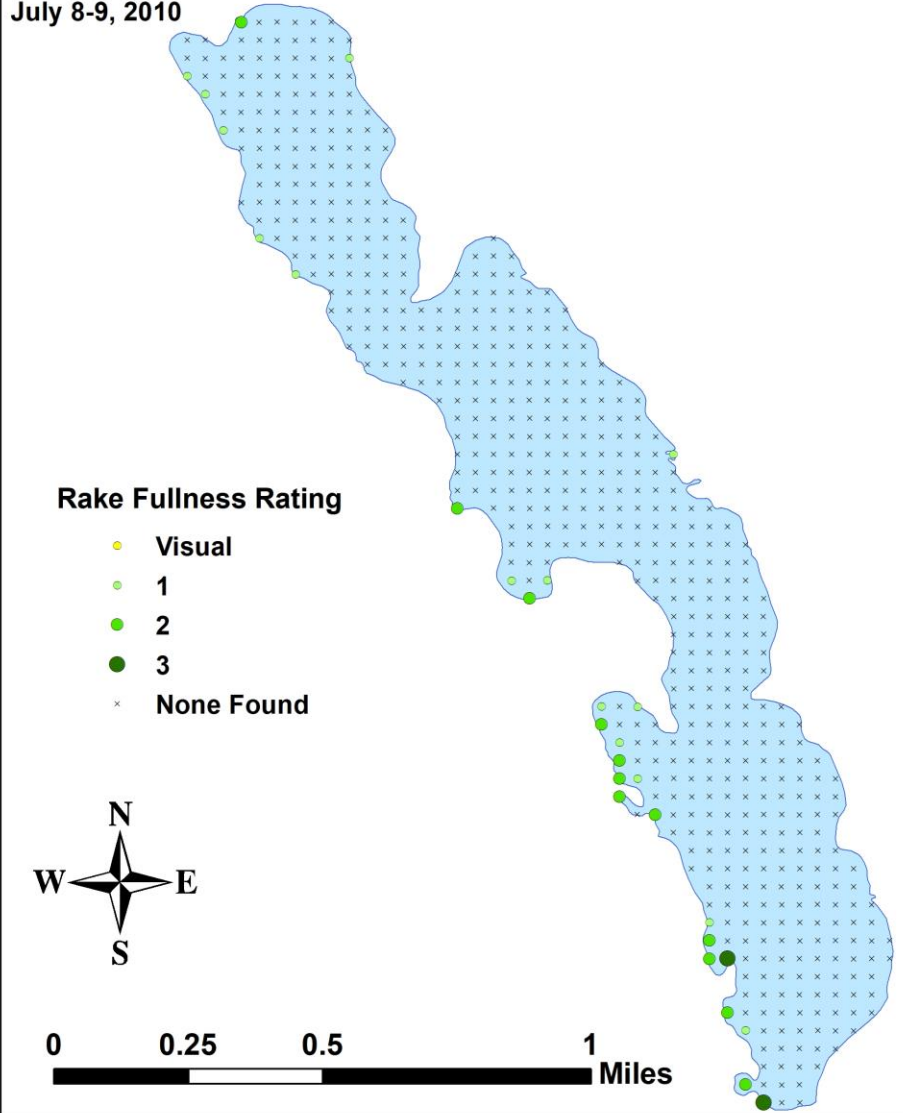 July 8-9, 2010
Rake Fullness Rating
Visual
1
2
3
None Found
N
W E
S
0 0.25 0.5 1
Miles